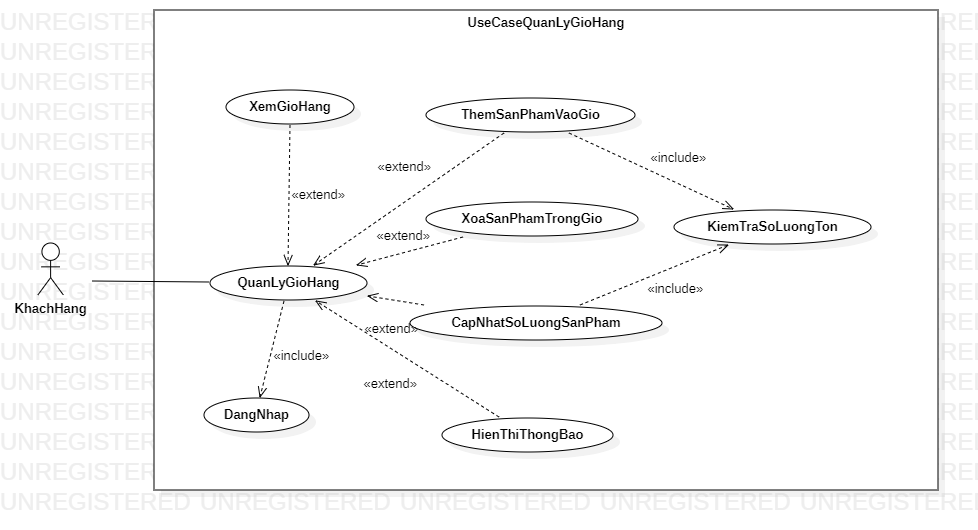 UseCaseQuanLyGioHang
XemGioHang
ThemSanPhamVaoGio
«extend»
«include»
«extend»
XoaSanPhamTrongGio
KiemTraSoLuongTon
«extend»
QuanLyGioHang
KhachHang
«include»
CapNhatSoLuongSanPham
«extend»
«include»
«extend»
DangNhap
HienThiThongBao
UNREGISTERED UNREGISTERED UNREGISTERED UNREGISTERED UNREGISTERED